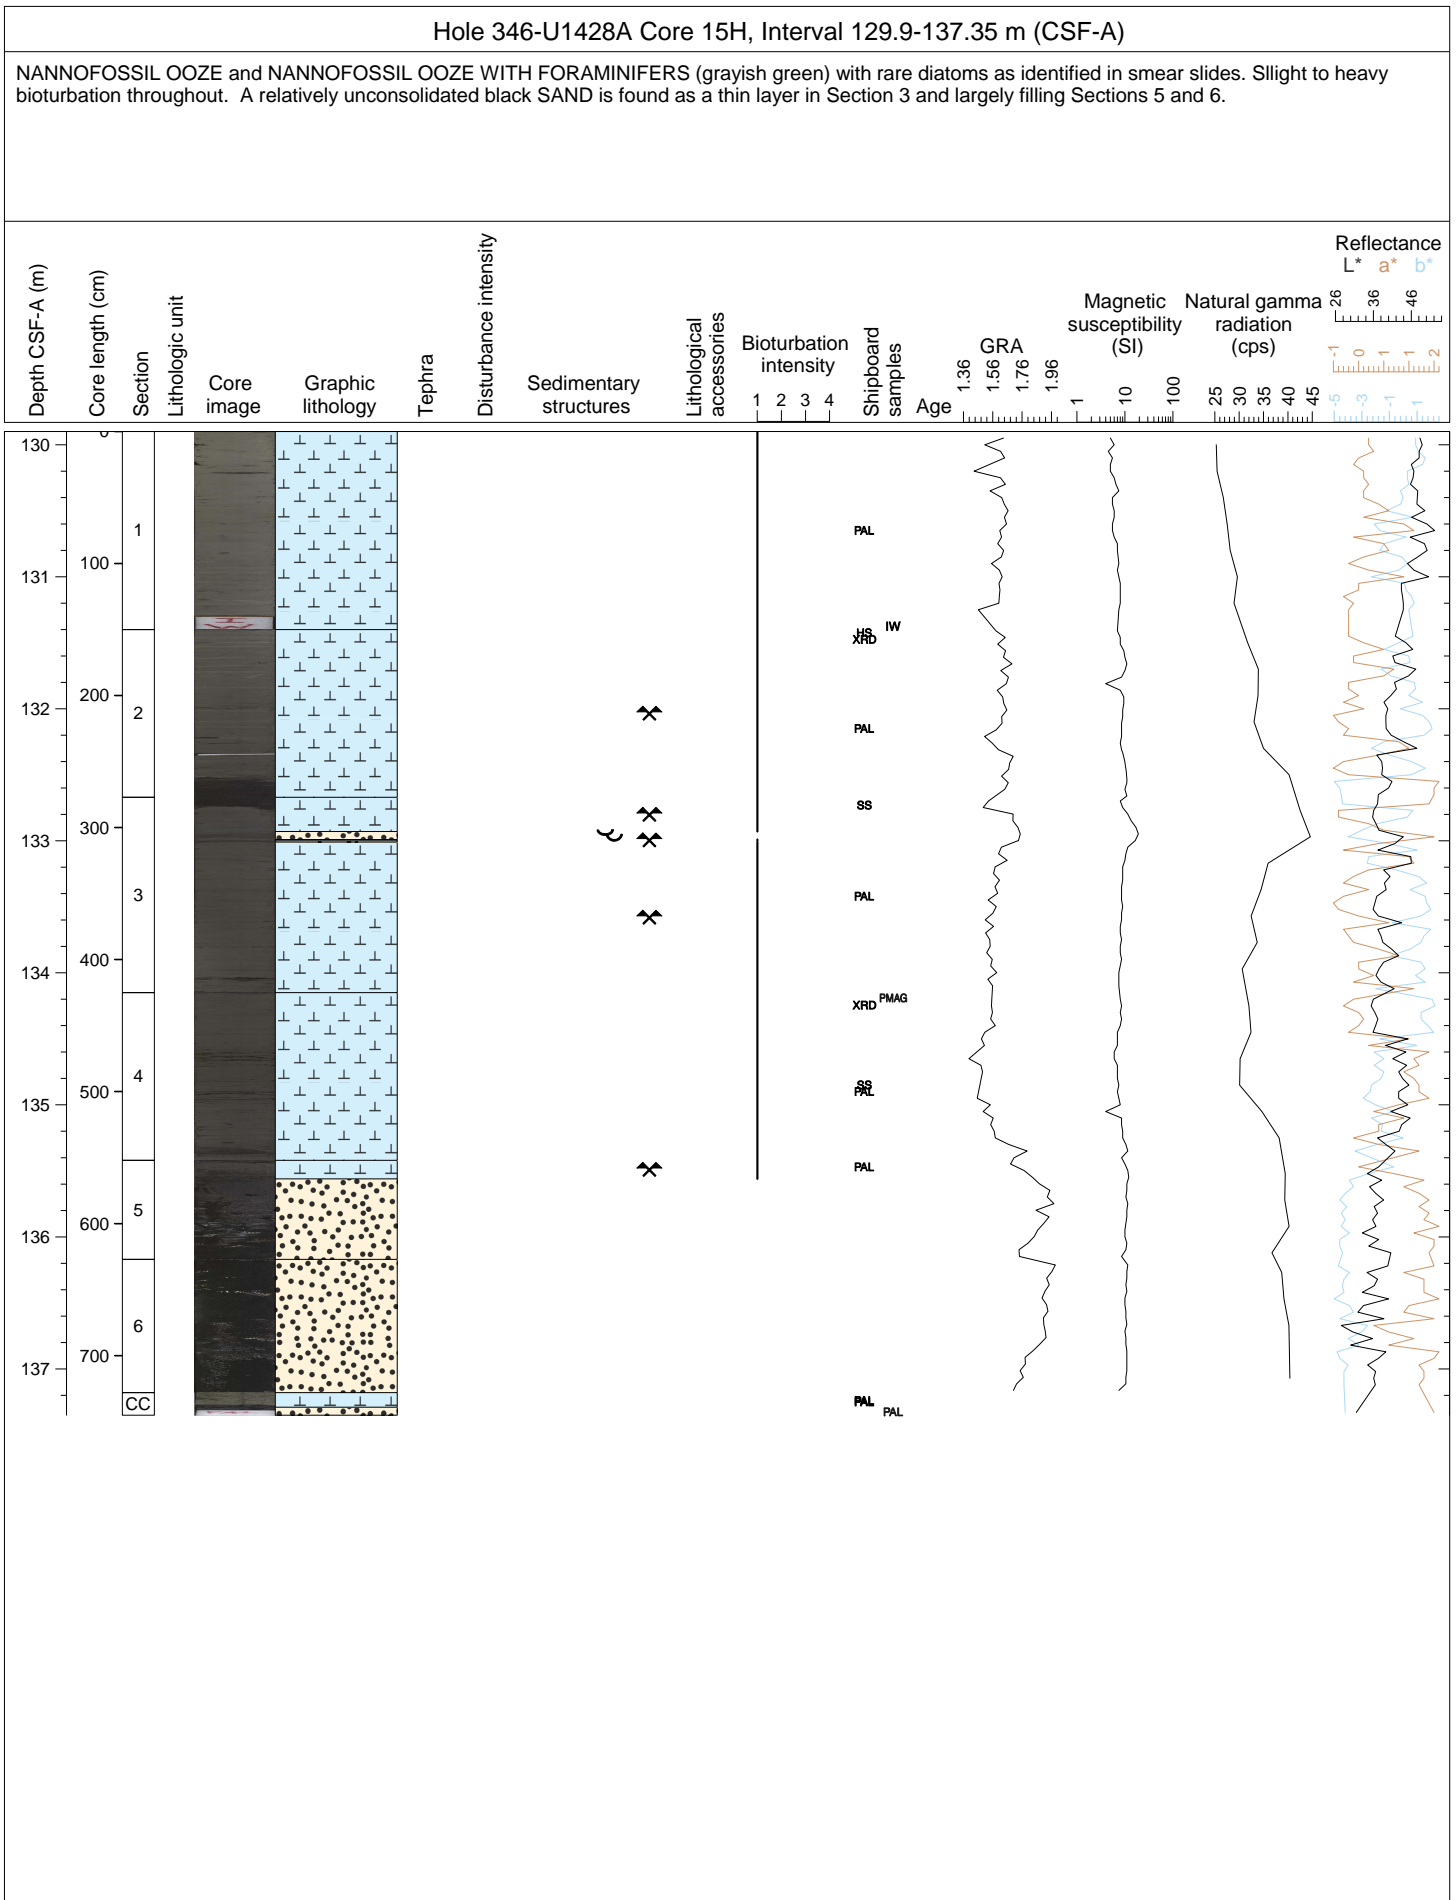 Hole 346-U1428A Core 15H, Interval 129.9-137.35 m (CSF-A)
NANNOFOSSIL OOZE and NANNOFOSSIL OOZE WITH FORAMINIFERS (grayish green) with rare diatoms as identified in smear slides. Sllight to heavy
bioturbation throughout. A relatively unconsolidated black SAND is found as a thin layer in Section 3 and largely filling Sections 5 and 6.
Depth CSF-A (m)
Core length (cm)
Section
Lithologic unit
Core
image
Graphic
lithology
Tephra
Disturbance intensity
Sedimentary
structures
Lithological
accessories
Bioturbation
intensity
1 2 3 4
Shipboard
samples
Age
GRA
1.36 1.56 1.76 1.96
Magnetic
susceptibility
(SI)
1 10 100
Natural gamma
radiation
(cps)
25 30 35 40 45
Reflectance
L* a* b*
26 36 46
-1 0 1 1 2
-5 -3 -1 1
130
131
132
133
134
135
136
137
0
100
200
300
400
500
600
700
1
2
3
4
5
6
CC
PAL
HS IW
XRD
PAL
SS
PAL
PMAG
XRD
SS
PAL
PAL
PAL
PAL